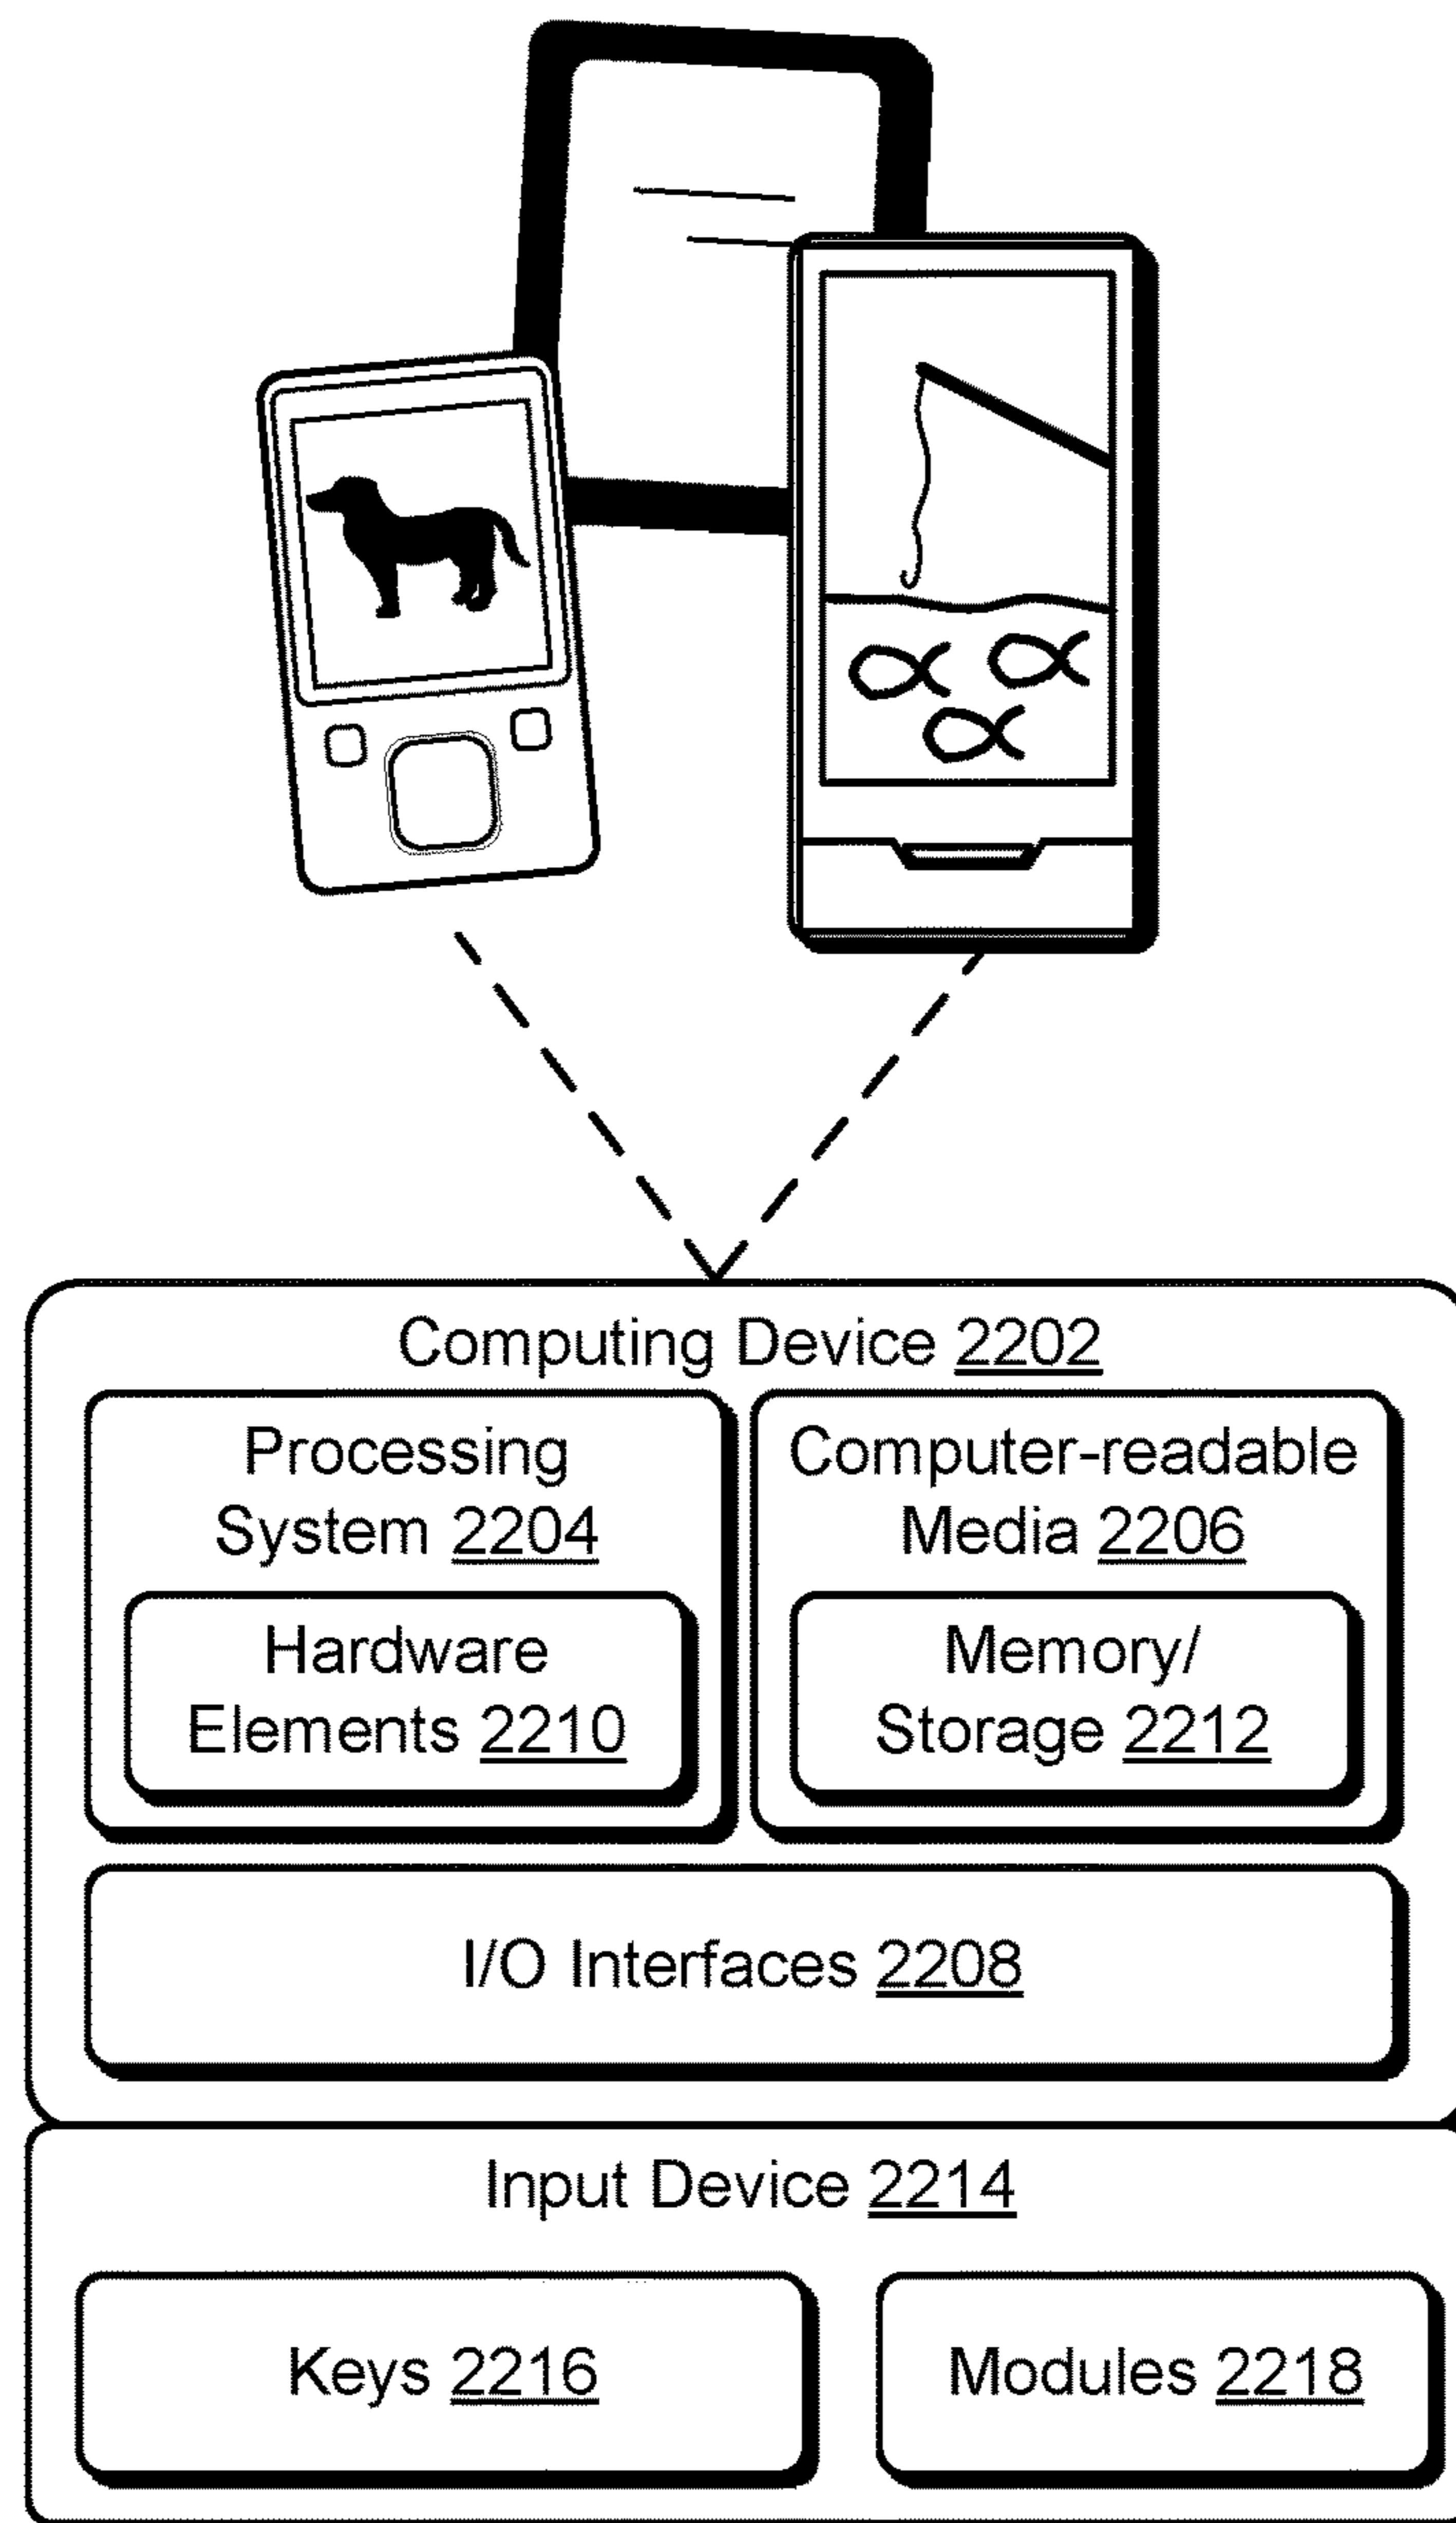 Computing Device 2202
Processing
System 2204
Hardware
Elements 2210
Computer-readable
Media 2206
Memory/
Storage 2212
I/O Interfaces 2208
Input Device 2214
Keys 2216
Modules 2218